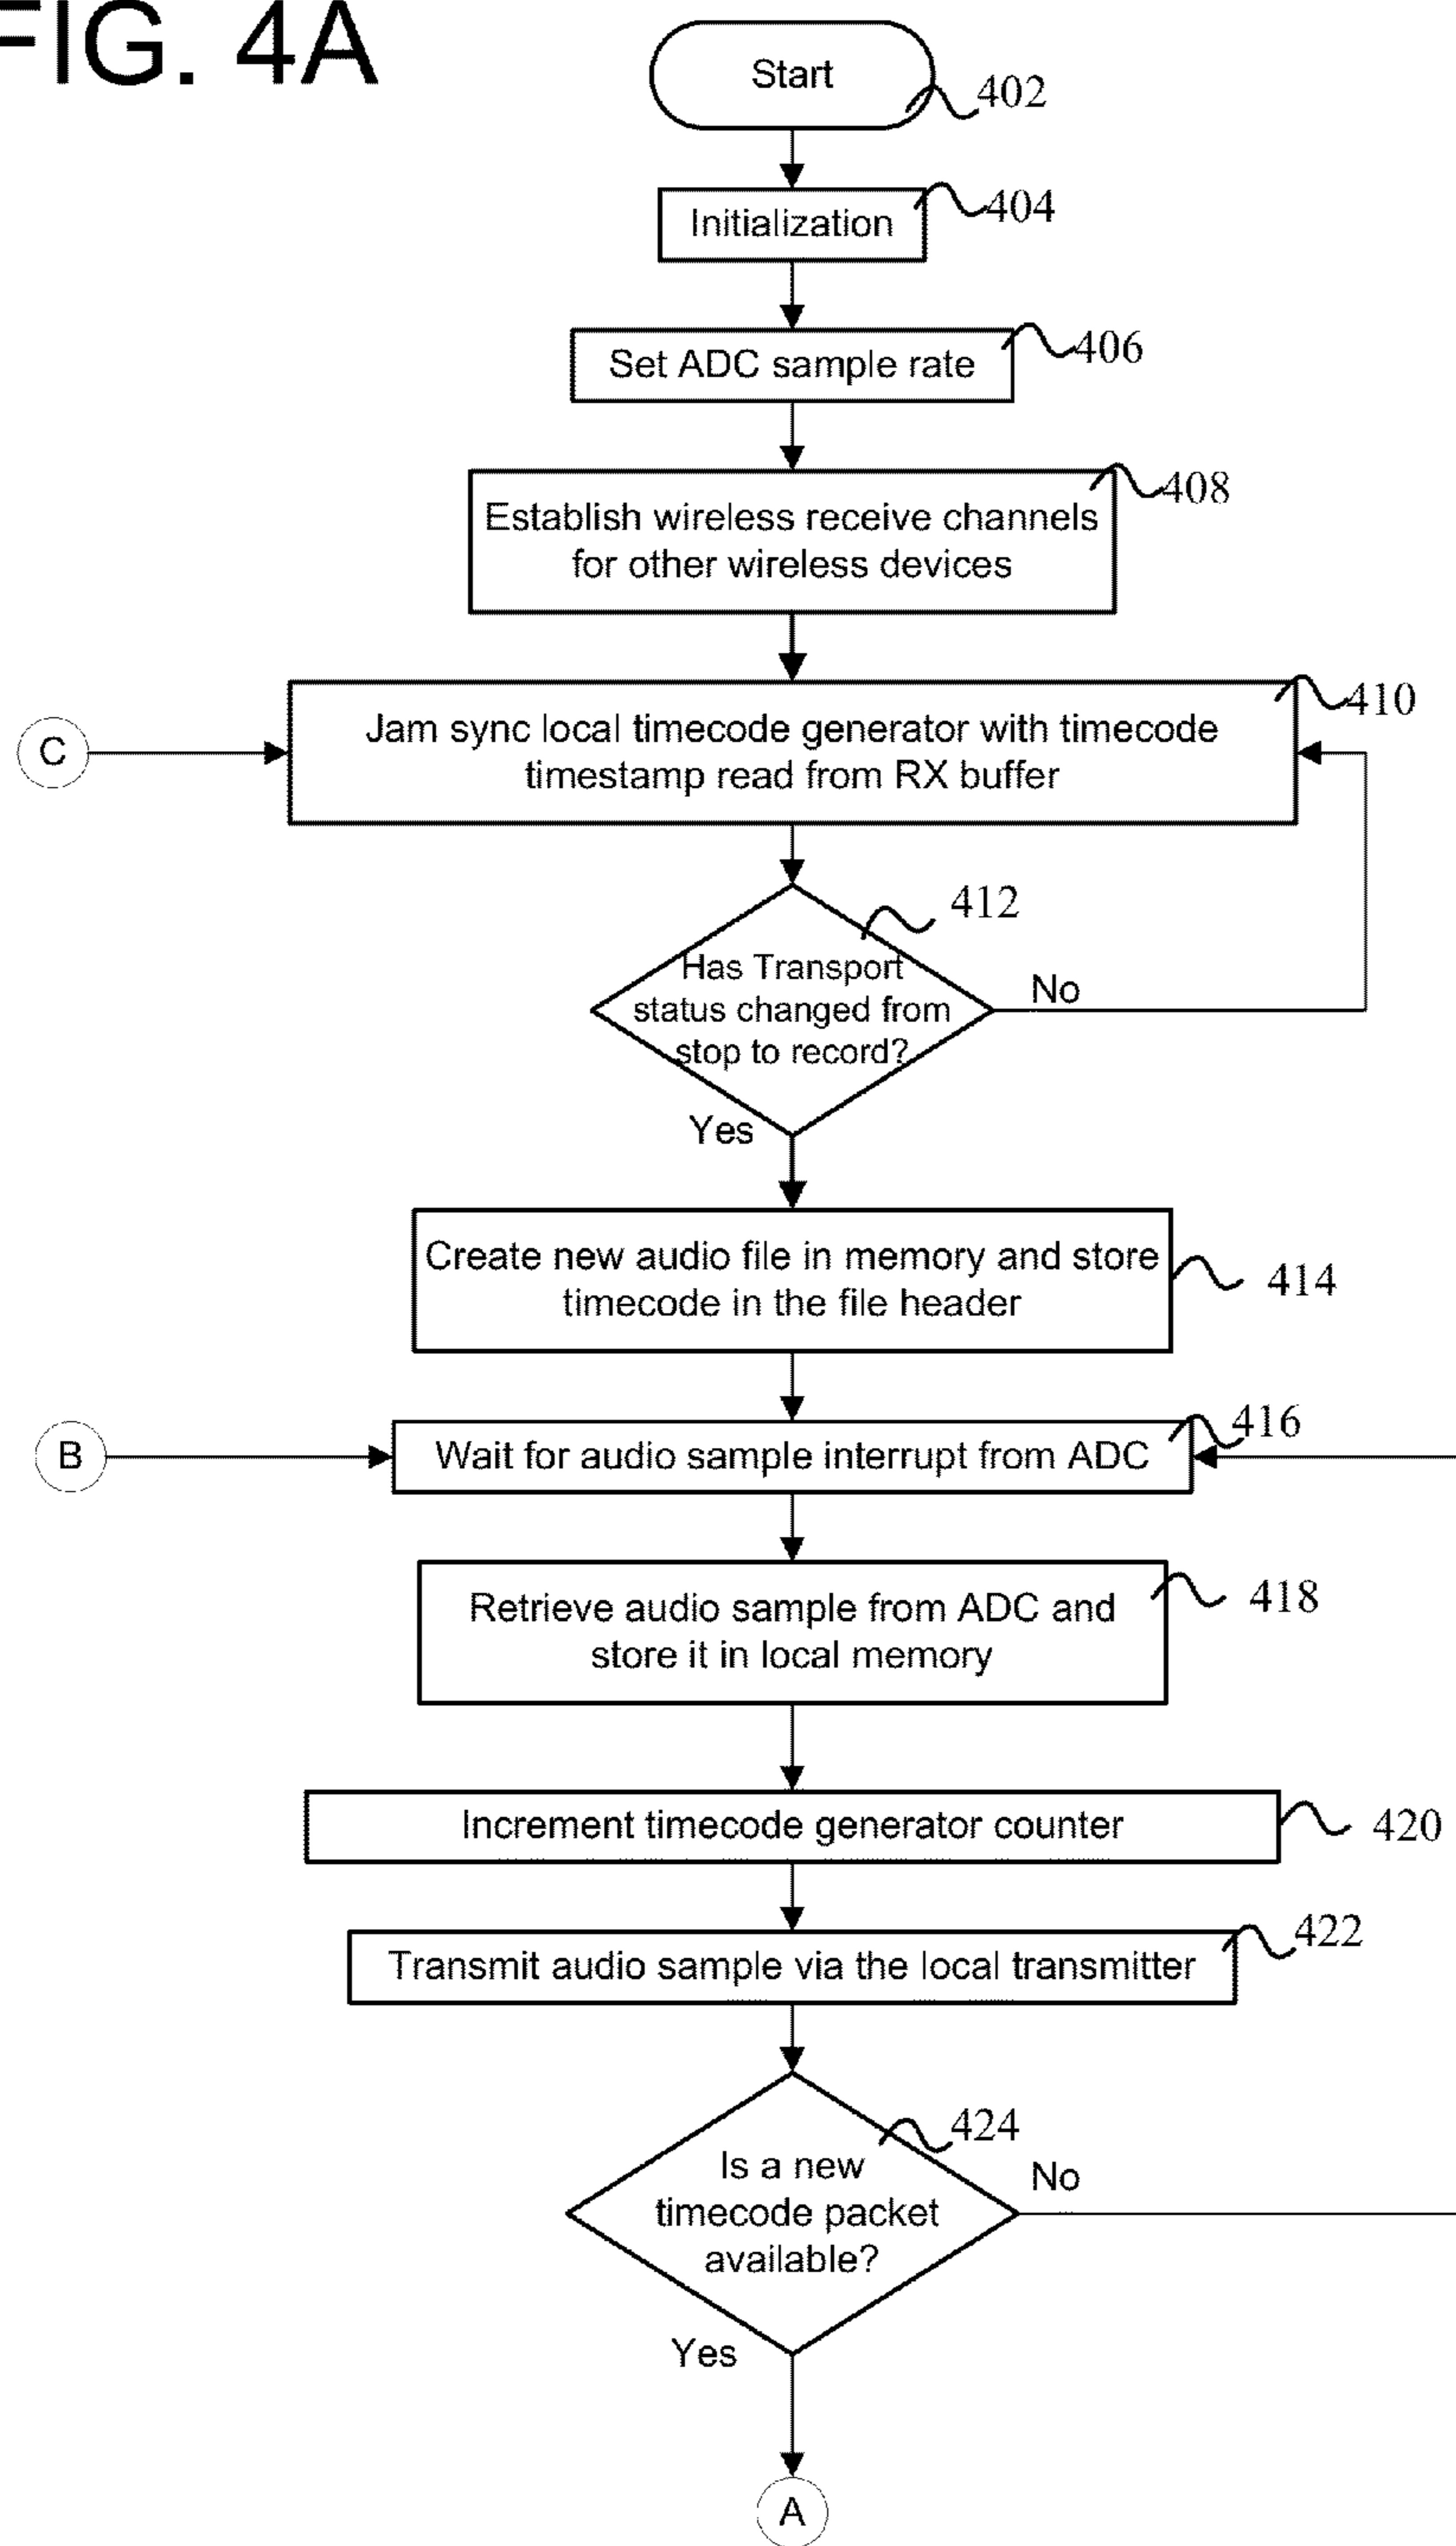 FIG. 4A
Start
402
Initialization
404
Set ADC sample rate
406
Establish wireless receive channels
for other wireless devices
408
C
Jam sync local timecode generator with timecode
timestamp read from RX buffer
410
412
Has Transport
status changed from
stop to record?
No
Yes
Create new audio file in memory and store
timecode in the file header
414
B
Wait for audio sample interrupt from ADC
416
Retrieve audio sample from ADC and
store it in local memory
418
Increment timecode generator counter
420
Transmit audio sample via the local transmitter
422
424
Is a new
timecode packet
available?
No
Yes
A